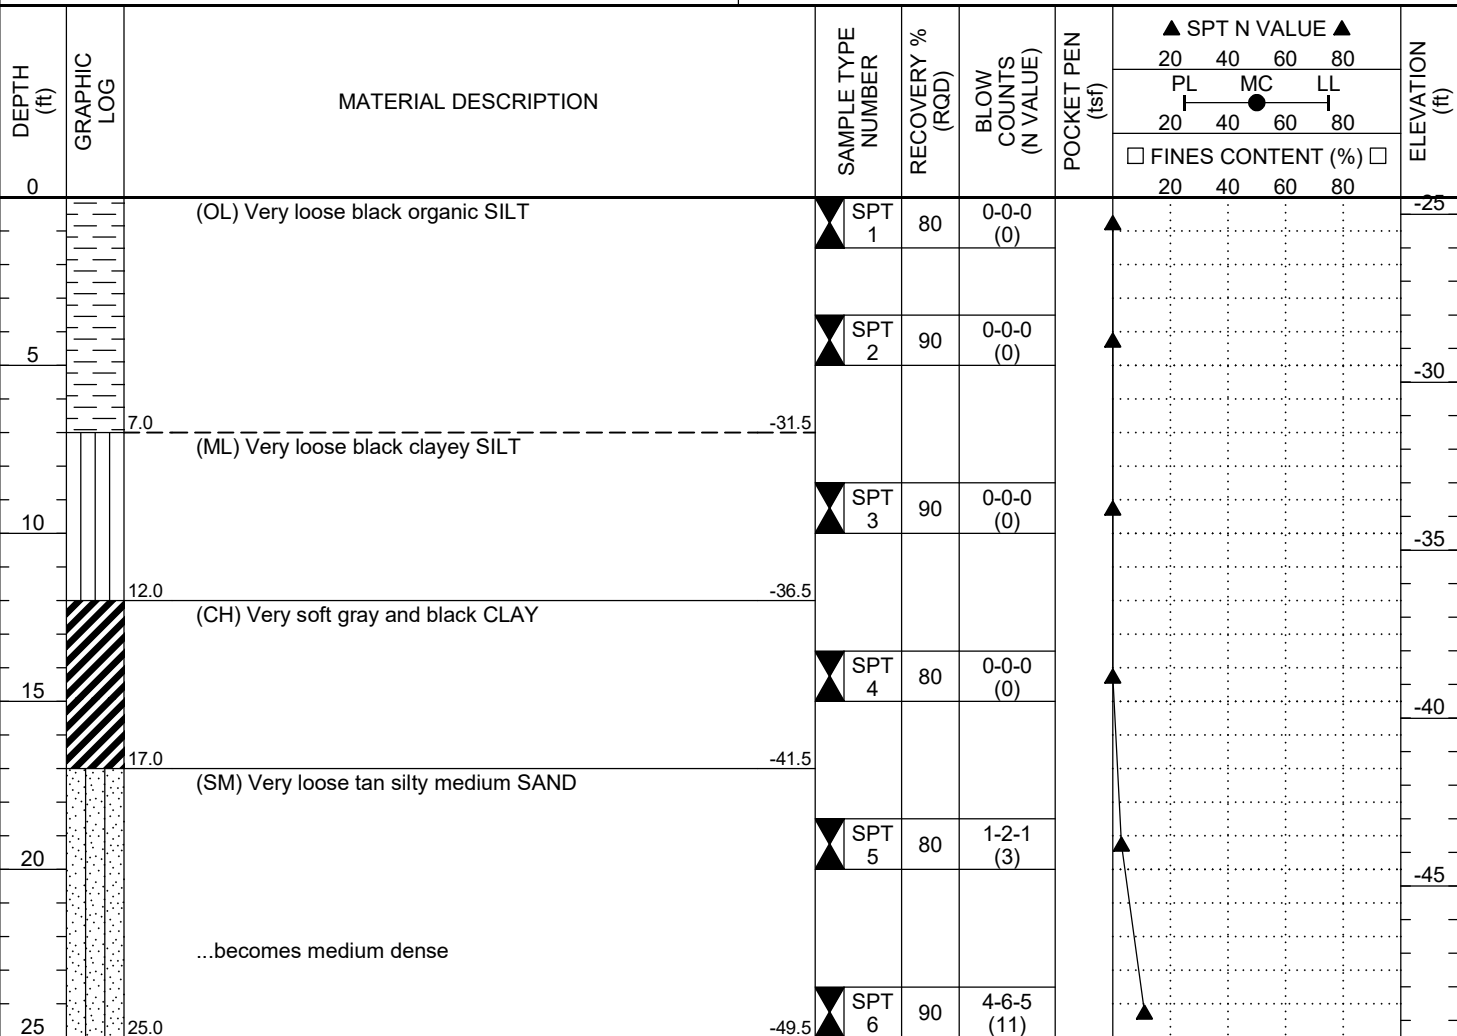 DEPTH
(ft)
GRAPHIC
LOG
MATERIAL DESCRIPTION
SAMPLE TYPE
NUMBER
RECOVERY %
(RQD)
BLOW
COUNTS
(N VALUE)
POCKET PEN
(tsf)
▲ SPT N VALUE ▲
20 40 60 80
PL MC LL
20 40 60 80
□ FINES CONTENT (%) □
20 40 60 80
ELEVATION
(ft)
0
-25
(OL) Very loose black organic SILT
SPT
1
80
0-0-0
(0)
SPT
2
90
0-0-0
(0)
5
-30
7.0
-31.5
(ML) Very loose black clayey SILT
SPT
3
90
0-0-0
(0)
10
-35
12.0
-36.5
(CH) Very soft gray and black CLAY
SPT
4
80
0-0-0
(0)
15
-40
17.0
-41.5
(SM) Very loose tan silty medium SAND
SPT
5
80
1-2-1
(3)
20
-45
...becomes medium dense
SPT
6
90
4-6-5
(11)
25
25.0
-49.5